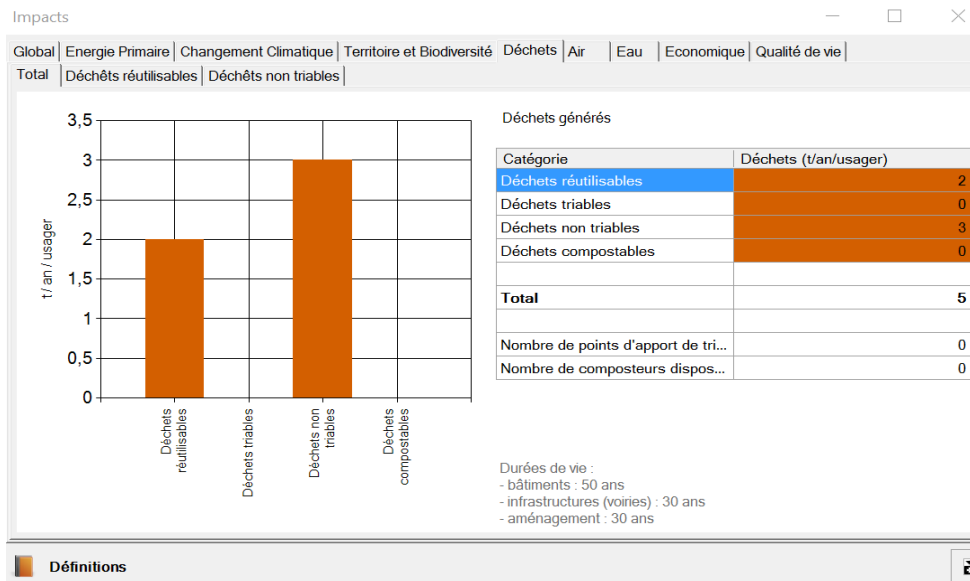 Impacts
Global Energie Primaire Changement Climatique Territoire et Biodiversité Déchets Air Eau Economique Qualité de vie
Total Déchêts réutilisables Déchêts non triables
3,5
3
2,5
2
1,5
1
0,5
0
t / an / usager
Déchets réutilisables
Déchets triables
Déchets non triables
Déchets compostables
Déchets générés
Catégorie Déchets (t/an/usager)
Déchets réutilisables 2
Déchets triables 0
Déchets non triables 3
Déchets compostables 0
Total 5
Nombre de points d'apport de tri... 0
Nombre de composteurs dispos... 0
Durées de vie :
- bâtiments : 50 ans
- infrastructures (voiries) : 30 ans
- aménagement : 30 ans
Définitions